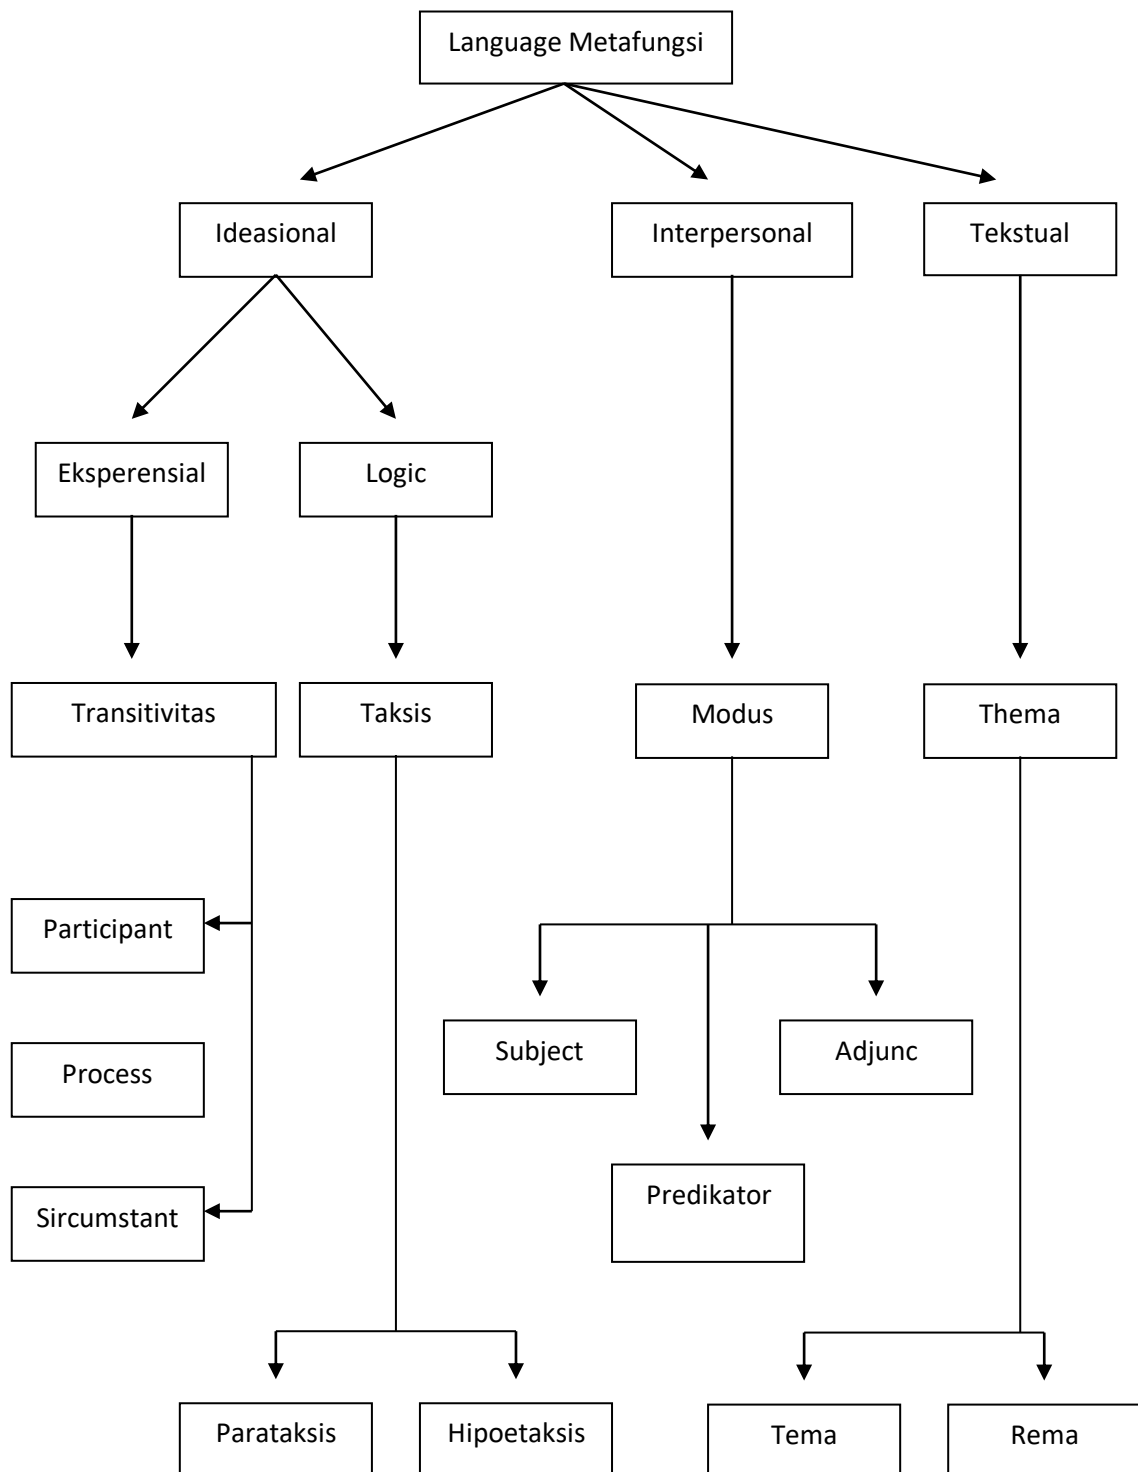 Language Metafungsi
Ideasional
Interpersonal
Tekstual
Eksperensial
Logic
Transitivitas
Taksis
Modus
Thema
Participant
Process
Sircumstant
Subject
Adjunc
Predikator
Parataksis
Hipoetaksis
Tema
Rema